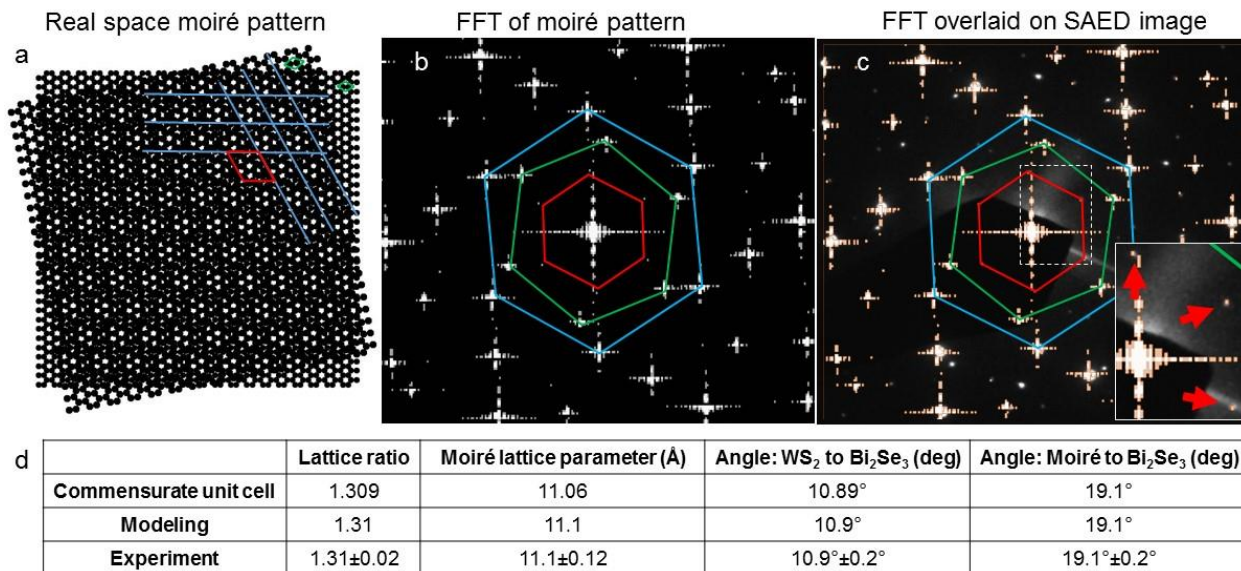 Real space moiré pattern
FFT of moiré pattern
FFT overlaid on SAED image
a
b
c
d
Lattice ratio Moiré lattice parameter (Å) Angle: WS₂ to Bi₂Se₃ (deg) Angle: Moiré to Bi₂Se₃ (deg)
Commensurate unit cell 1.309 11.06 10.89° 19.1°
Modeling 1.31 11.1 10.9° 19.1°
Experiment 1.31±0.02 11.1±0.12 10.9°±0.2° 19.1°±0.2°